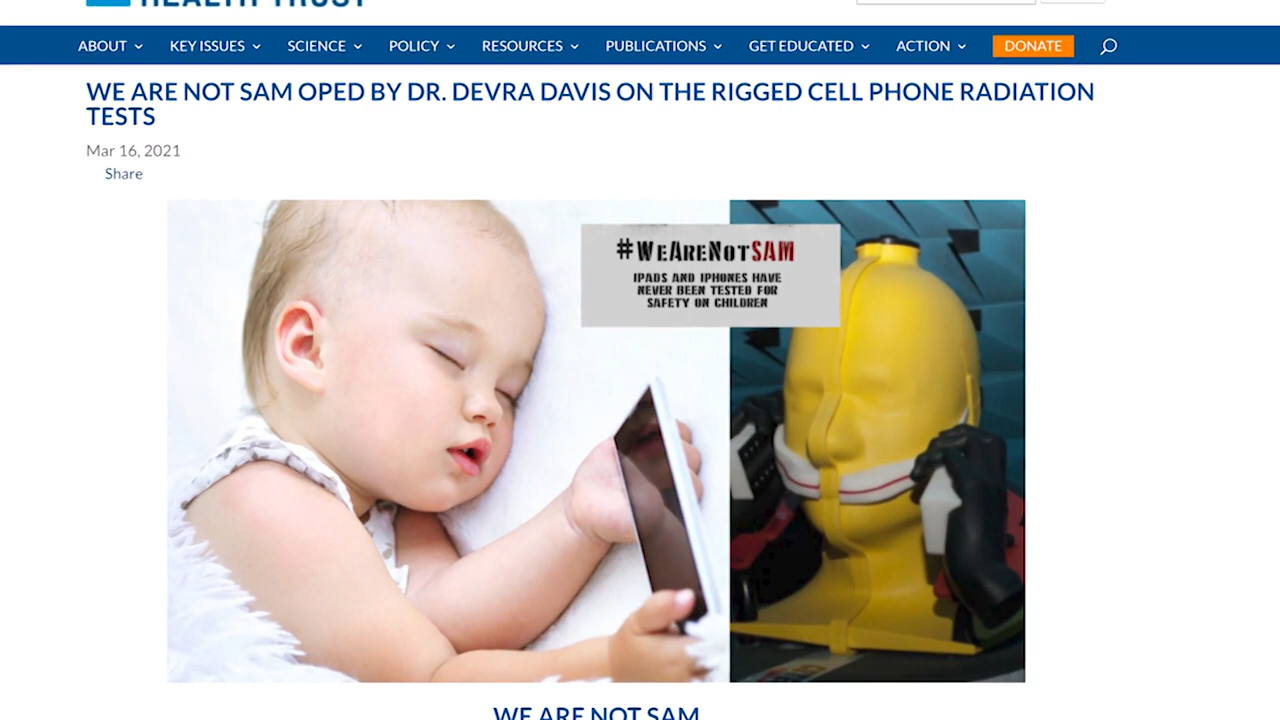 HEALTH TRUST
ABOUT KEY ISSUES SCIENCE POLICY RESOURCES PUBLICATIONS GET EDUCATED ACTION DONATE
WE ARE NOT SAM OPED BY DR. DEVRA DAVIS ON THE RIGGED CELL PHONE RADIATION
TESTS
Mar 16, 2021
Share
#WEARENOTSAM
IPADS AND IPHONES HAVE
NEVER BEEN TESTED FOR
SAFETY ON CHILDREN
WE ARE NOT SAM